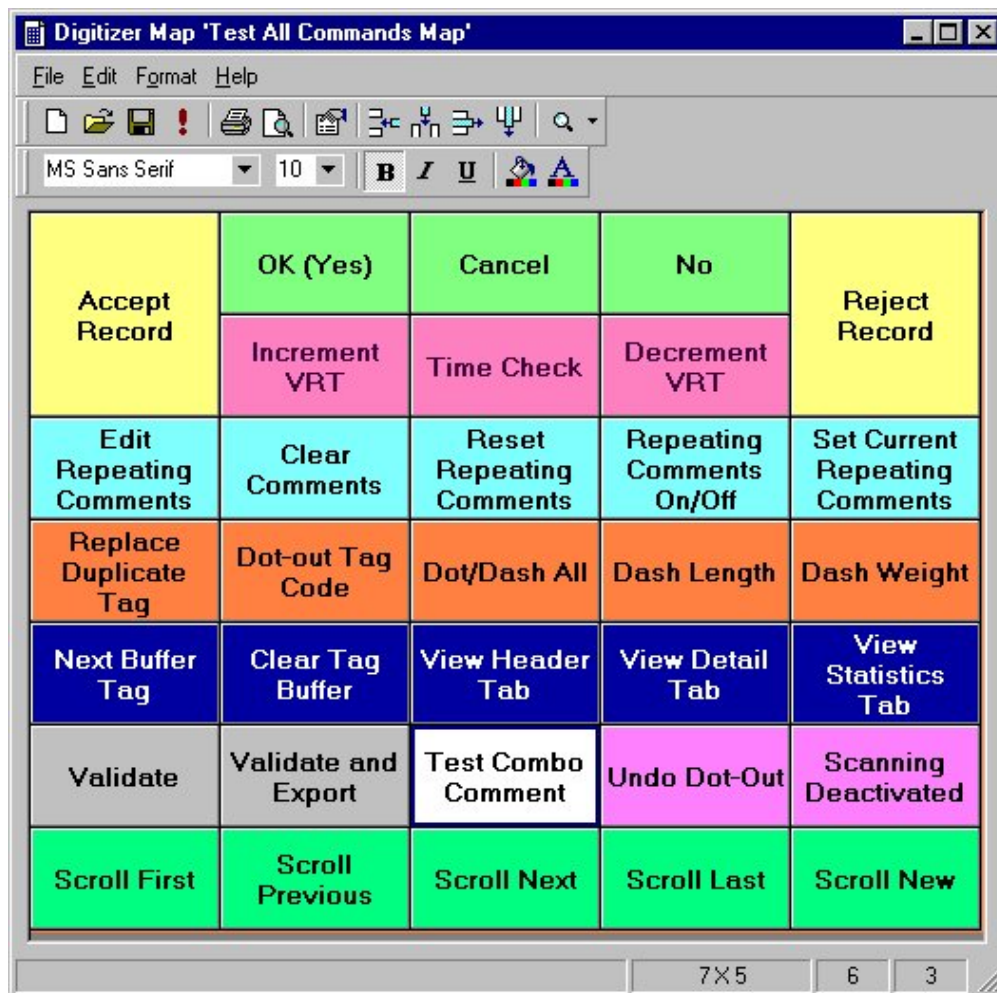 Digitizer Map 'Test All Commands Map'
File Edit Format Help
MS Sans Serif 10 B I U A
Accept
Record
OK (Yes)
Cancel
No
Reject
Record
Increment
VRT
Time Check
Decrement
VRT
Edit
Repeating
Comments
Clear
Comments
Reset
Repeating
Comments
Repeating
Comments
On/Off
Set Current
Repeating
Comments
Replace
Duplicate
Tag
Dot-out Tag
Code
Dot/Dash All
Dash Length
Dash Weight
Next Buffer
Tag
Clear Tag
Buffer
View Header
Tab
View Detail
Tab
View
Statistics
Tab
Validate
Validate and
Export
Test Combo
Comment
Undo Dot-Out
Scanning
Deactivated
Scroll First
Scroll
Previous
Scroll Next
Scroll Last
Scroll New
7 X 5 6 3